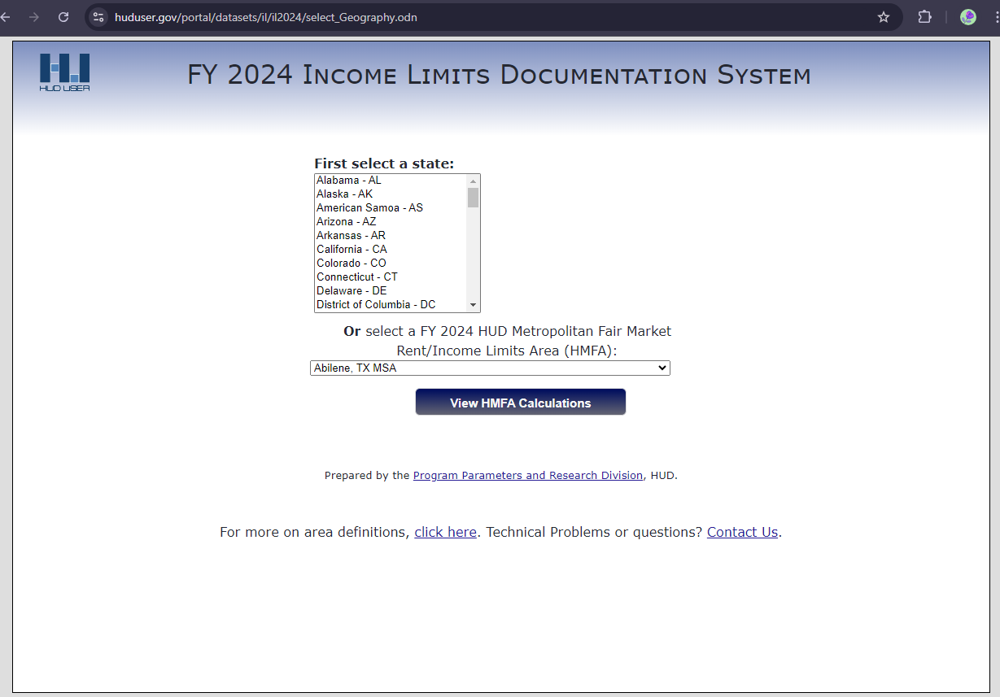 huduser.gov/portal/datasets/il/il2024/select_Geography.odn
HUD USER
FY 2024 Income Limits Documentation System
First select a state:
Alabama - AL
Alaska - AK
American Samoa - AS
Arizona - AZ
Arkansas - AR
California - CA
Colorado - CO
Connecticut - CT
Delaware - DE
District of Columbia - DC
Or select a FY 2024 HUD Metropolitan Fair Market
Rent/Income Limits Area (HMFA):
Abilene, TX MSA
View HMFA Calculations
Prepared by the Program Parameters and Research Division, HUD.
For more on area definitions, click here. Technical Problems or questions? Contact Us.